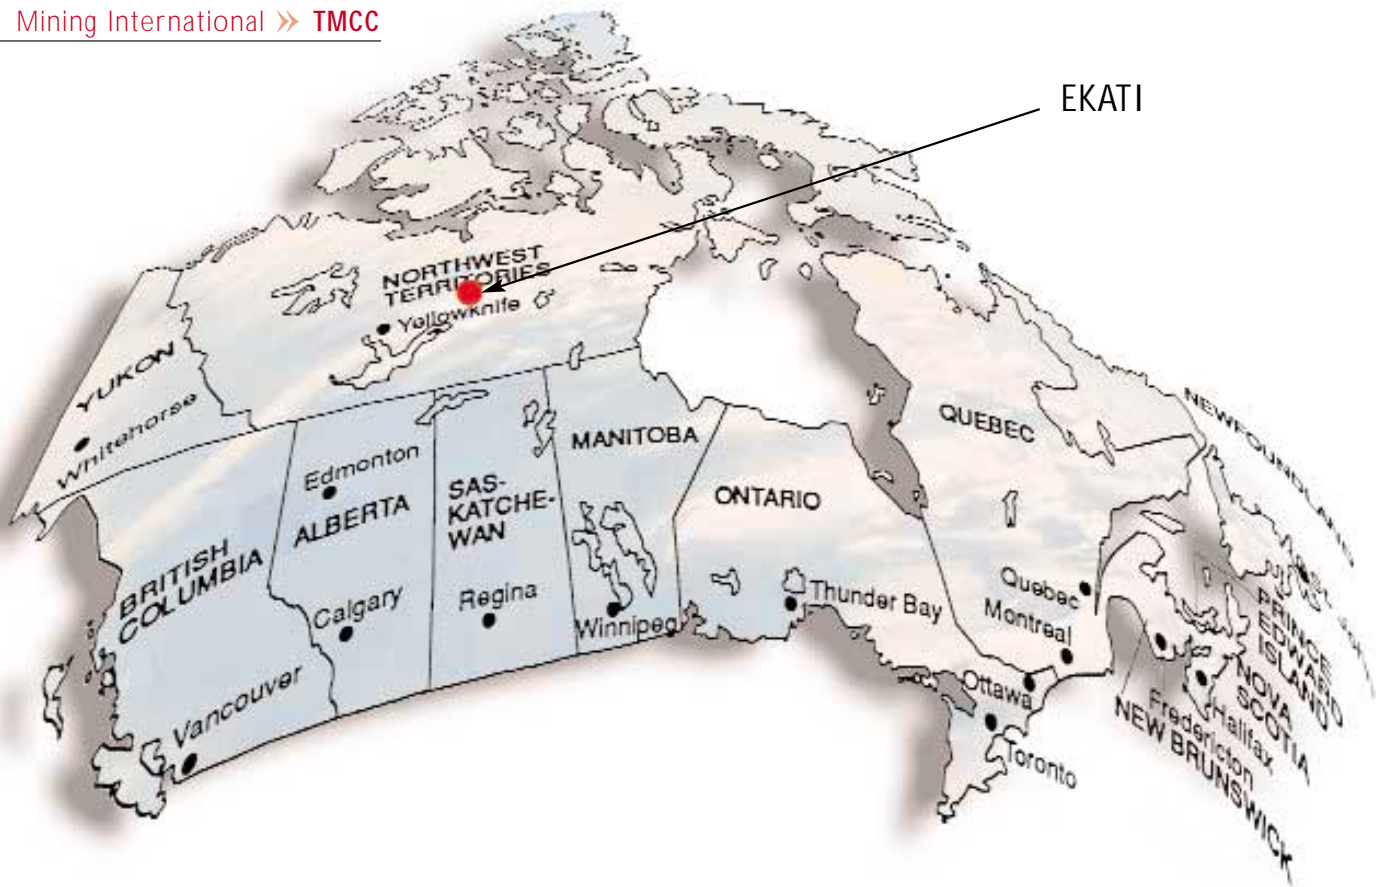 Mining International » TMCC
EKATI
NORTHWEST
TERRITORIES
Yellowknife
YUKON
Whitehorse
NEWFOUNDLAND
QUEBEC
MANITOBA
Edmonton
ALBERTA
SAS-
KATCHE-
WAN
ONTARIO
BRITISH
COLUMBIA
Calgary
Regina
Winnipeg
Thunder Bay
Quebec
Montreal
PRINCE
EDWARD
ISLAND
NOVA
SCOTIA
Vancouver
Ottawa
Toronto
Halifax
Fredericton
NEW BRUNSWICK